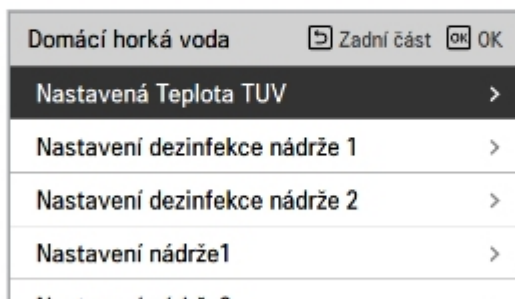 Domácí horká voda Zadní část OK OK
Nastavená Teplota TUV
Nastavení dezinfekce nádrže 1
Nastavení dezinfekce nádrže 2
Nastavení nádrže1